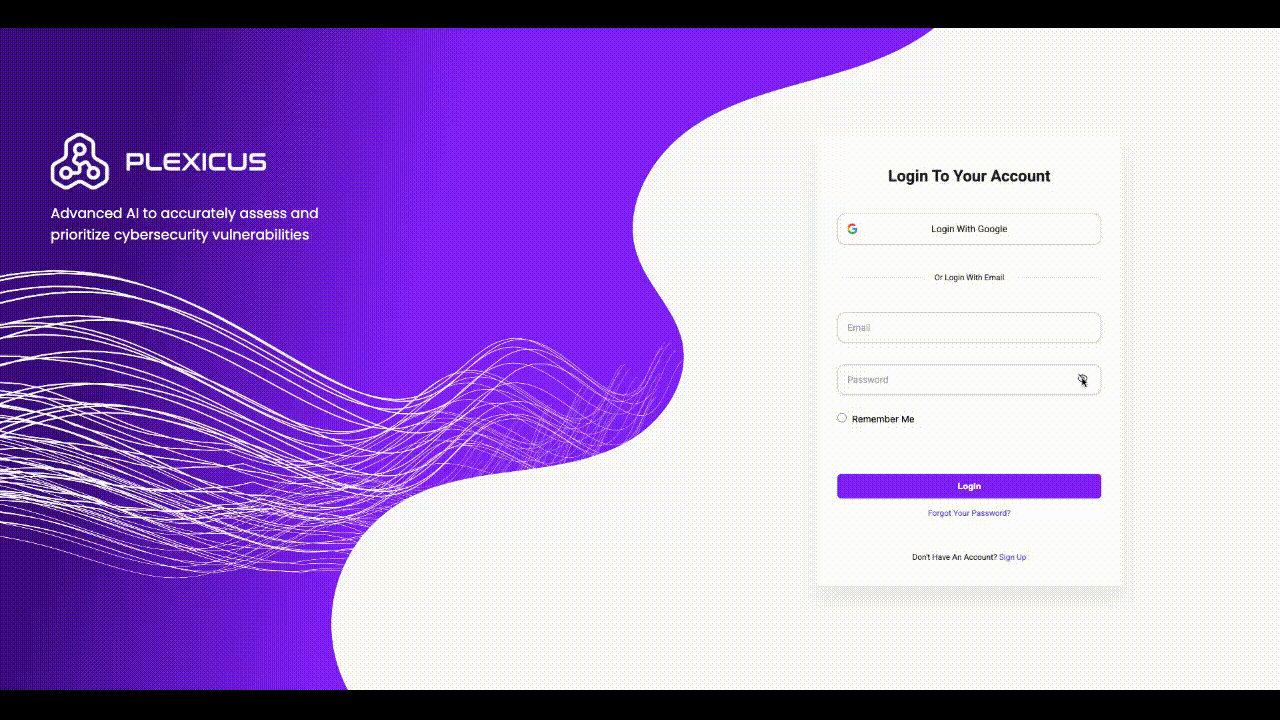 PLEXICUS
Advanced AI to accurately assess and
prioritize cybersecurity vulnerabilities
Login To Your Account
Login With Google
Or Login With Email
Email
Password
Remember Me
Login
Forgot Your Password?
Don't Have An Account? Sign Up